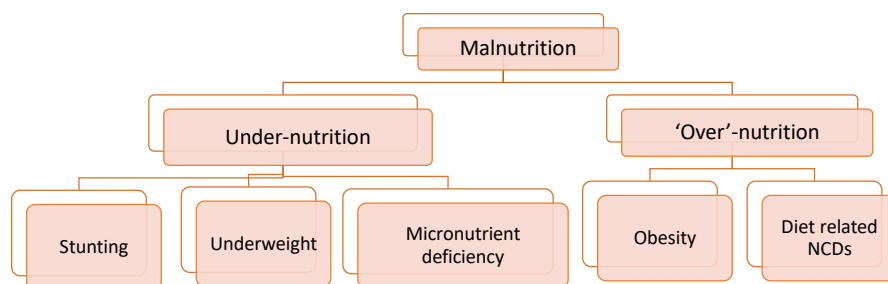 Malnutrition
Under-nutrition
‘Over’-nutrition
Stunting
Underweight
Micronutrient
deficiency
Obesity
Diet related
NCDs